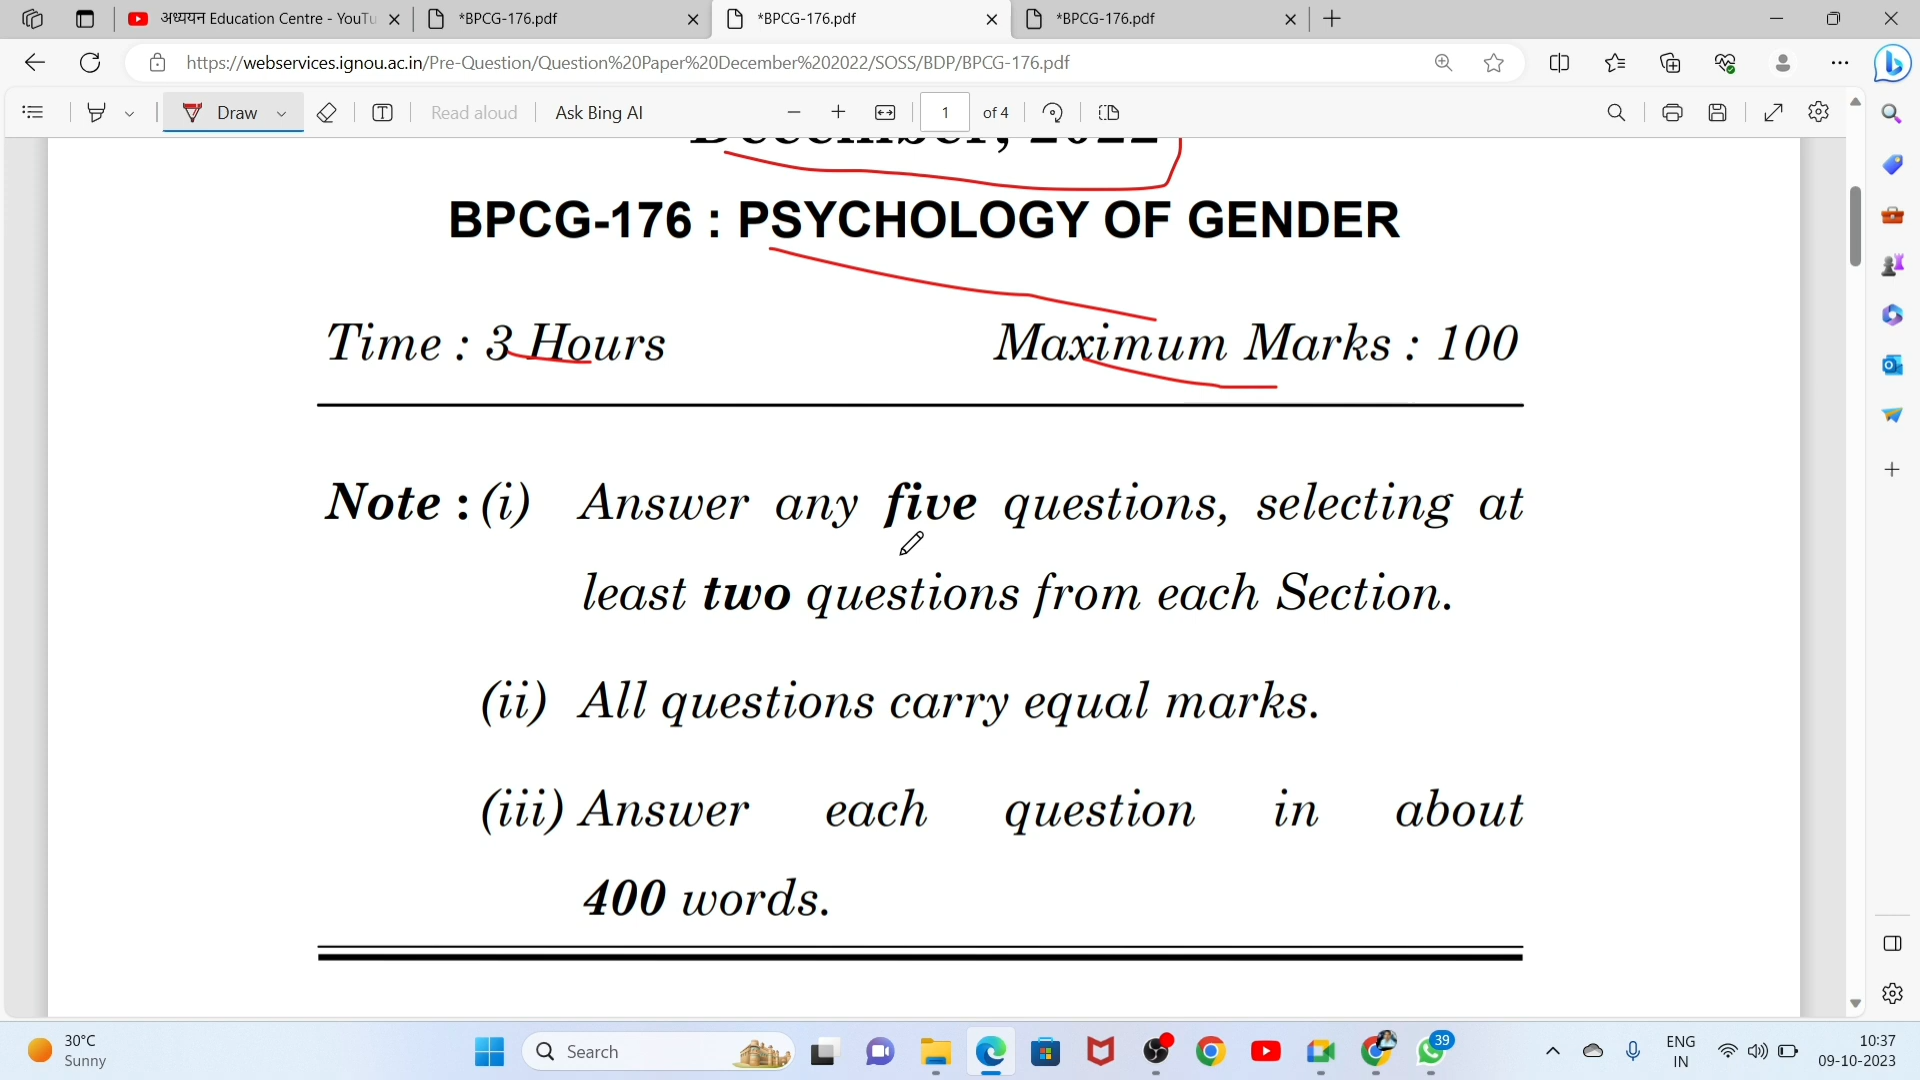 अध्ययन Education Centre - YouTu
*BPCG-176.pdf
*BPCG-176.pdf
*BPCG-176.pdf
https://webservices.ignou.ac.in/Pre-Question/Question%20Paper%20December%202022/SOSS/BDP/BPCG-176.pdf
Draw
Read aloud
Ask Bing AI
1
of 4
December, 2022
BPCG-176 : PSYCHOLOGY OF GENDER
Time : 3 Hours
Maximum Marks : 100
Note : (i) Answer any five questions, selecting at
least two questions from each Section.
(ii) All questions carry equal marks.
(iii) Answer each question in about
400 words.
30°C
Sunny
Search
39
ENG
IN
10:37
09-10-2023